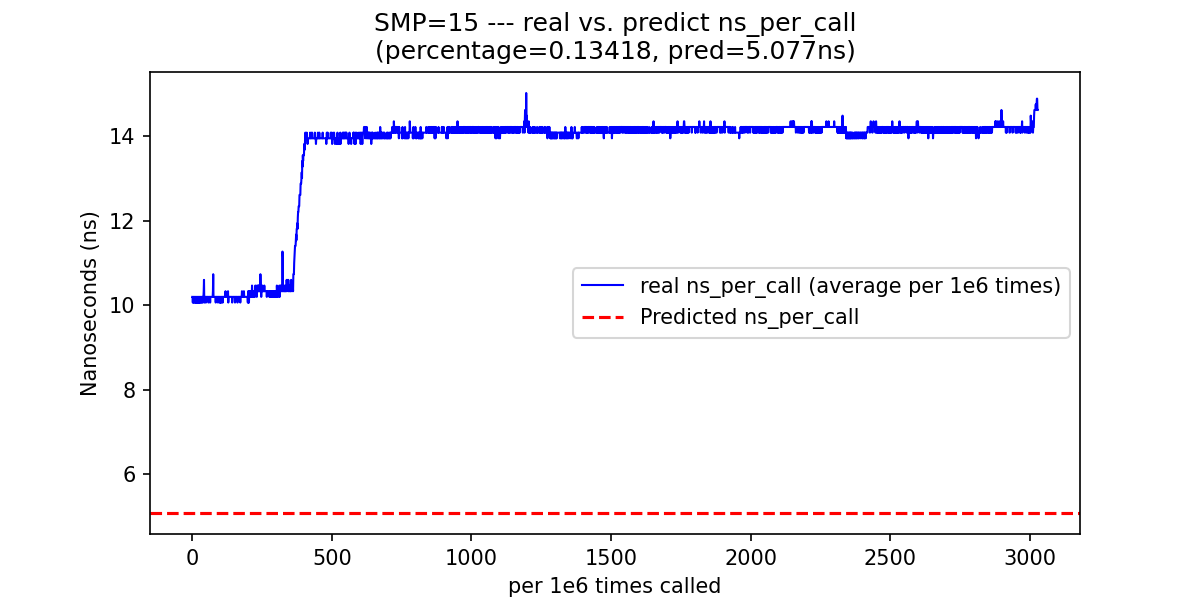 SMP=15 --- real vs. predict ns_per_call
(percentage=0.13418, pred=5.077ns)
Nanoseconds (ns)
14
12
10
8
6
real ns_per_call (average per 1e6 times)
Predicted ns_per_call
0 500 1000 1500 2000 2500 3000
per 1e6 times called